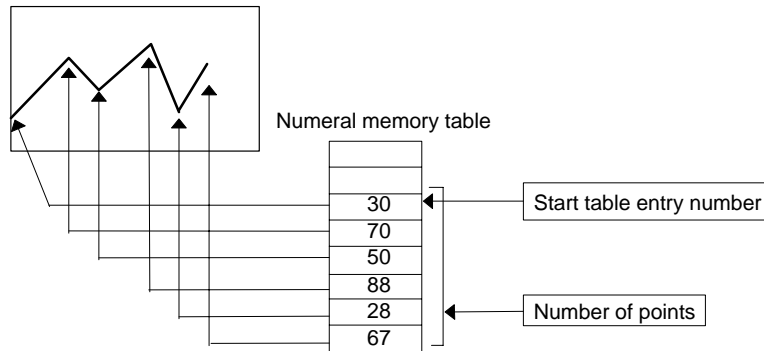 Numeral memory table
30
Start table entry number
70
50
88
28
Number of points
67